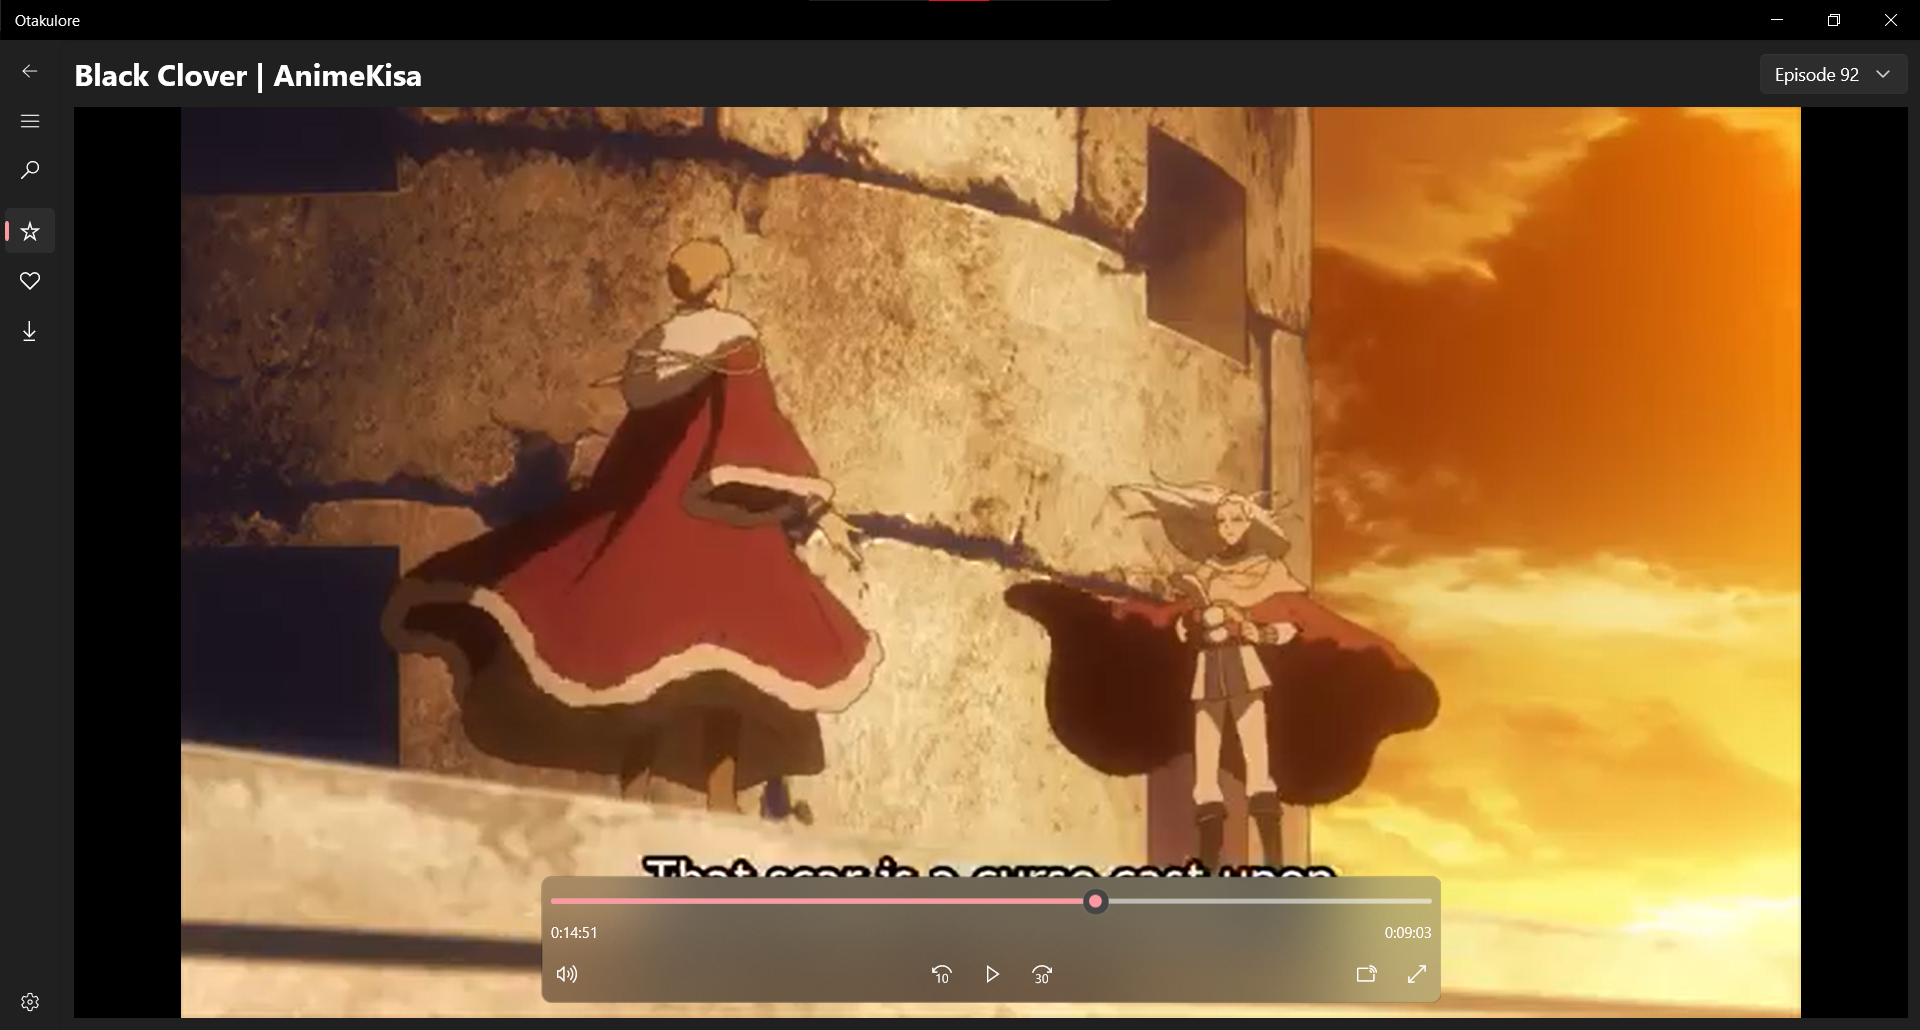 Otakulore
Black Clover | AnimeKisa
Episode 92
That scar is a curse cast upon
0:14:51
0:09:03
10
30